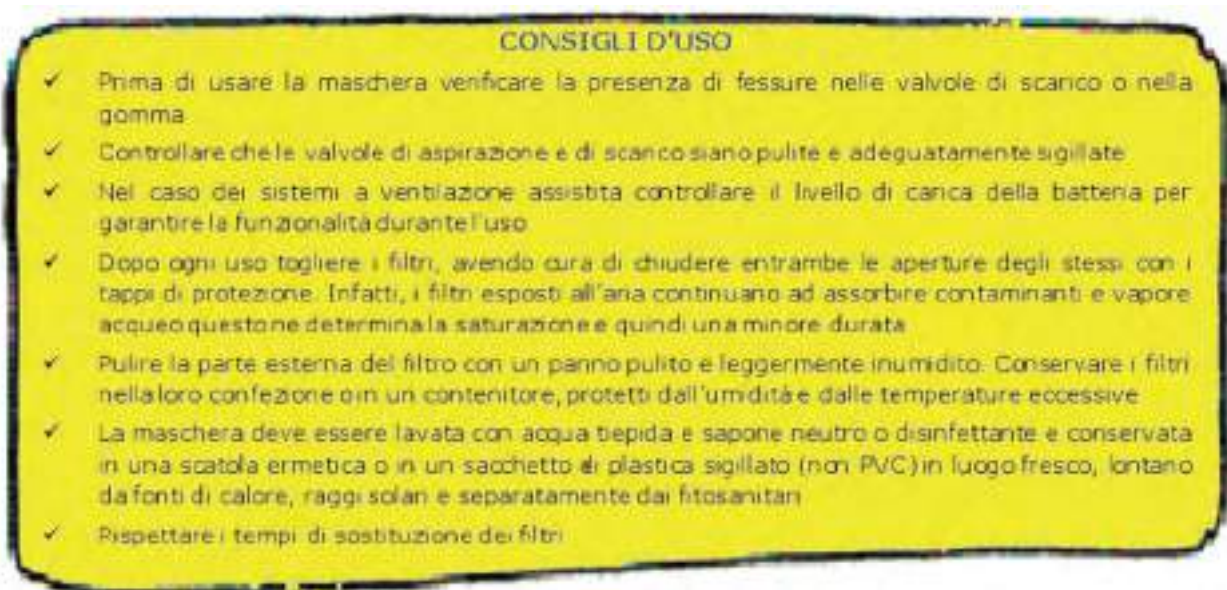 CONSIGLI D'USO
✓ Prima di usare la maschera verificare la presenza di fessure nelle valvole di scarico o nella
gomma
✓ Controllare che le valvole di aspirazione e di scarico siano pulite e adeguatamente sigillate
✓ Nel caso dei sistemi a ventilazione assistita controllare il livello di carica della batteria per
garantire la funzionalità durante l'uso
✓ Dopo ogni uso togliere i filtri, avendo cura di chiudere entrambe le aperture degli stessi con i
tappi di protezione. Infatti, i filtri esposti all'aria continuano ad assorbire contaminanti e vapore
acqueo questo ne determina la saturazione e quindi una minore durata
✓ Pulire la parte esterna del filtro con un panno pulito e leggermente inumidito. Conservare i filtri
nella loro confezione o in un contenitore, protetti dall'umidità e dalle temperature eccessive
✓ La maschera deve essere lavata con acqua tiepida e sapone neutro o disinfettante e conservata
in una scatola ermetica o in un sacchetto di plastica sigillato (non PVC) in luogo fresco, lontano
da fonti di calore, raggi solari e separatamente dai fitosanitari
✓ Rispettare i tempi di sostituzione dei filtri